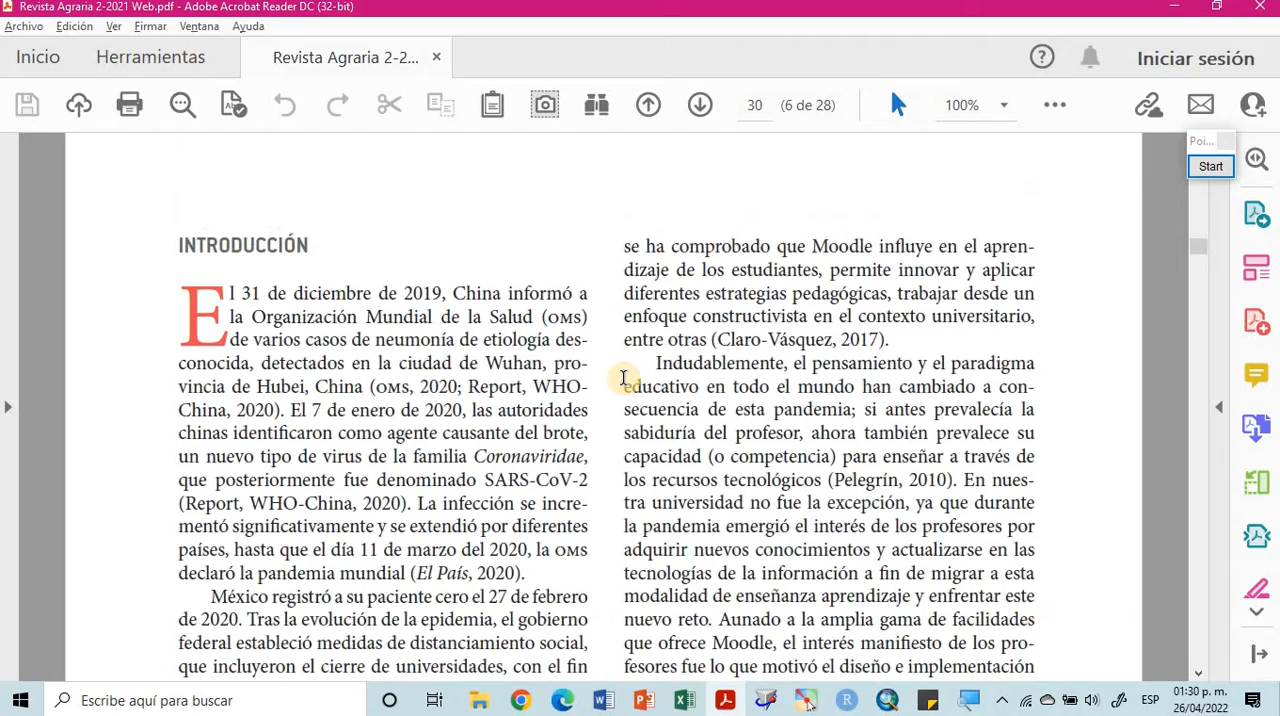 Revista Agraria 2-2021 Web.pdf - Adobe Acrobat Reader DC (32-bit)
Archivo Edición Ver Firmar Ventana Ayuda
Inicio Herramientas Revista Agraria 2-2... × Iniciar sesión
30 (6 de 28) 100%
Poi...
Start
INTRODUCCIÓN
El 31 de diciembre de 2019, China informó a
la Organización Mundial de la Salud (OMS)
de varios casos de neumonía de etiología des-
conocida, detectados en la ciudad de Wuhan, pro-
vincia de Hubei, China (OMS, 2020; Report, WHO-
China, 2020). El 7 de enero de 2020, las autoridades
chinas identificaron como agente causante del brote,
un nuevo tipo de virus de la familia Coronaviridae,
que posteriormente fue denominado SARS-CoV-2
(Report, WHO-China, 2020). La infección se incre-
mentó significativamente y se extendió por diferentes
países, hasta que el día 11 de marzo del 2020, la OMS
declaró la pandemia mundial (El País, 2020).
México registró a su paciente cero el 27 de febrero
de 2020. Tras la evolución de la epidemia, el gobierno
federal estableció medidas de distanciamiento social,
que incluyeron el cierre de universidades, con el fin
se ha comprobado que Moodle influye en el apren-
dizaje de los estudiantes, permite innovar y aplicar
diferentes estrategias pedagógicas, trabajar desde un
enfoque constructivista en el contexto universitario,
entre otras (Claro-Vásquez, 2017).
Indudablemente, el pensamiento y el paradigma
educativo en todo el mundo han cambiado a con-
secuencia de esta pandemia; si antes prevalecía la
sabiduría del profesor, ahora también prevalece su
capacidad (o competencia) para enseñar a través de
los recursos tecnológicos (Pelegrín, 2010). En nues-
tra universidad no fue la excepción, ya que durante
la pandemia emergió el interés de los profesores por
adquirir nuevos conocimientos y actualizarse en las
tecnologías de la información a fin de migrar a esta
modalidad de enseñanza aprendizaje y enfrentar este
nuevo reto. Aunado a la amplia gama de facilidades
que ofrece Moodle, el interés manifiesto de los pro-
fesores fue lo que motivó el diseño e implementación
Escribe aquí para buscar
ESP
01:30 p. m.
26/04/2022